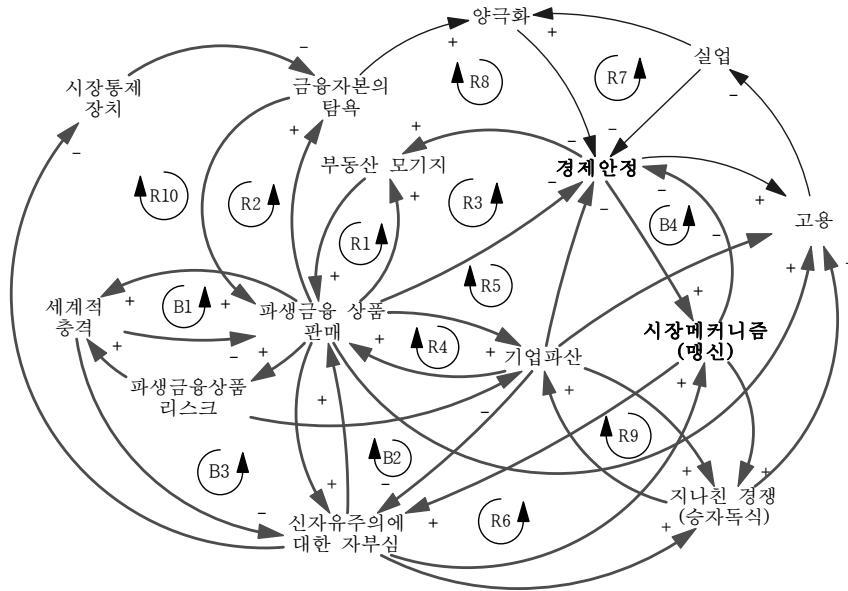 양극화
실업
R8
R7
시장통제
장치
금융자본의
탐욕
부동산 모기지
경제안정
R10
R2
R3
B4
고용
R1
R5
세계적
충격
B1
파생금융 상품
판매
R4
기업파산
시장메커니즘
(맹신)
파생금융상품
리스크
R9
B3
B2
지나친 경쟁
(승자독식)
신자유주의에
대한 자부심
R6